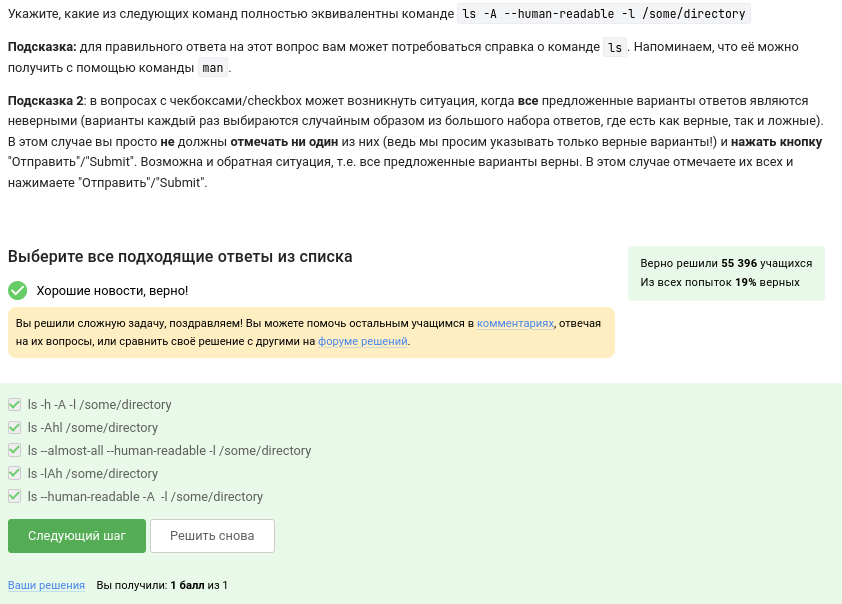 Укажите, какие из следующих команд полностью эквивалентны команде ls -A --human-readable -l /some/directory
Подсказка: для правильного ответа на этот вопрос вам может потребоваться справка о команде ls. Напоминаем, что её можно
получить с помощью команды man.
Подсказка 2: в вопросах с чекбоксами/checkbox может возникнуть ситуация, когда все предложенные варианты ответов являются
неверными (варианты каждый раз выбираются случайным образом из большого набора ответов, где есть как верные, так и ложные).
В этом случае вы просто не должны отмечать ни один из них (ведь мы просим указывать только верные варианты!) и нажать кнопку
"Отправить"/"Submit". Возможна и обратная ситуация, т.е. все предложенные варианты верны. В этом случае отмечаете их всех и
нажимаете "Отправить"/"Submit".
Выберите все подходящие ответы из списка
Верно решили 55 396 учащихся
Из всех попыток 19% верных
Хорошие новости, верно!
Вы решили сложную задачу, поздравляем! Вы можете помочь остальным учащимся в комментариях, отвечая
на их вопросы, или сравнить своё решение с другими на форуме решений.
ls -h -A -l /some/directory
ls -Ahl /some/directory
ls --almost-all --human-readable -l /some/directory
ls -lAh /some/directory
ls --human-readable -A  -l /some/directory
Следующий шаг
Решить снова
Ваши решения Вы получили: 1 балл из 1